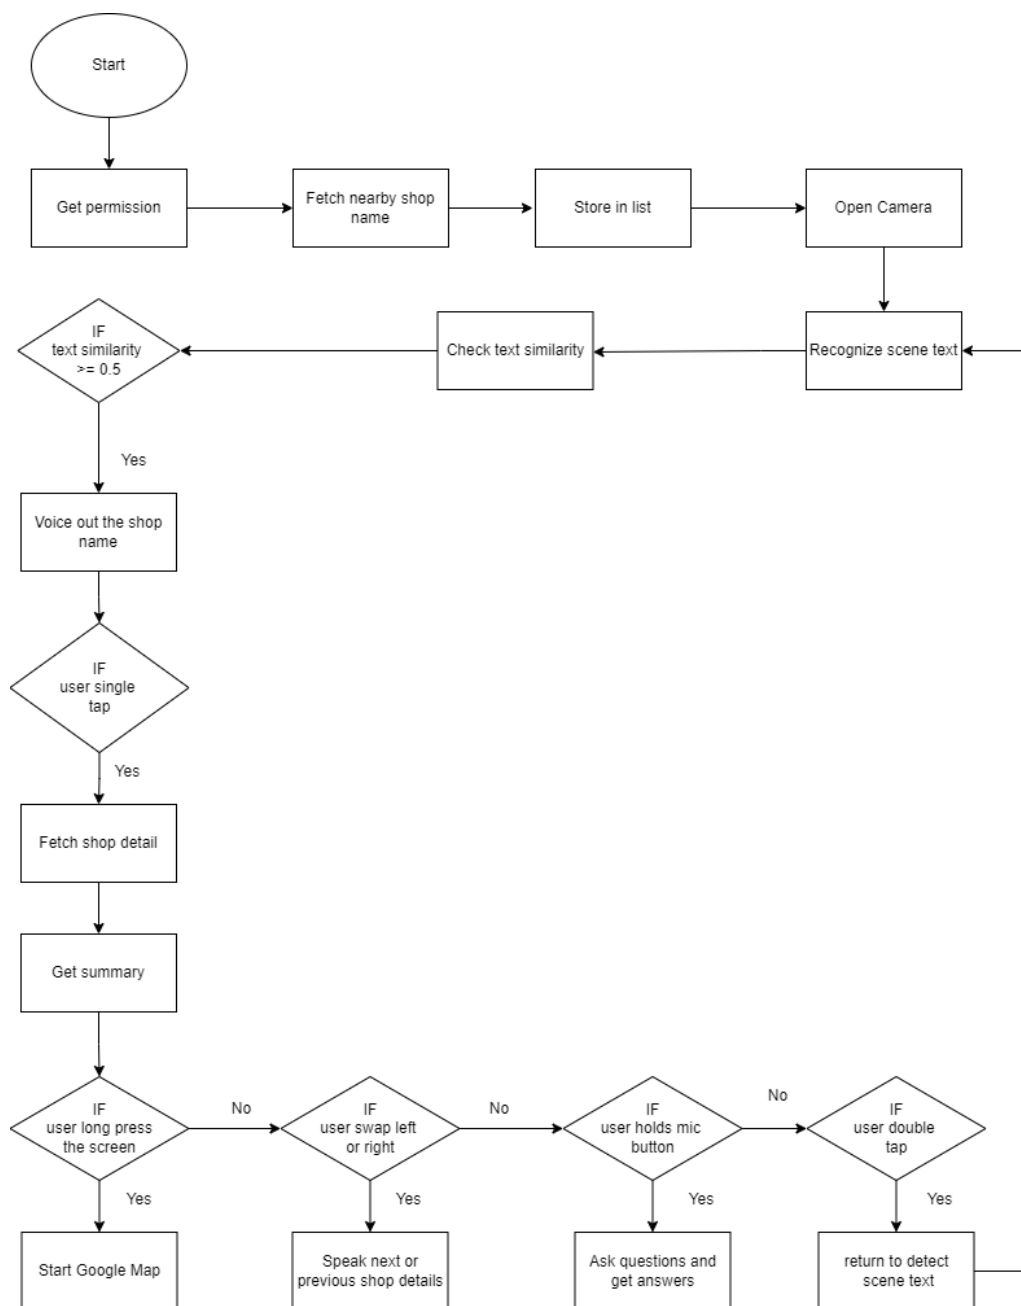 Start
Get permission
Fetch nearby shop
name
Store in list
Open Camera
IF
text similarity
>= 0.5
Check text similarity
Recognize scene text
Yes
Voice out the shop
name
IF
user single
tap
Yes
Fetch shop detail
Get summary
IF
user long press
the screen
No
IF
user swap left
or right
No
IF
user holds mic
button
No
IF
user double
tap
Yes
Yes
Yes
Yes
Start Google Map
Speak next or
previous shop details
Ask questions and
get answers
return to detect
scene text